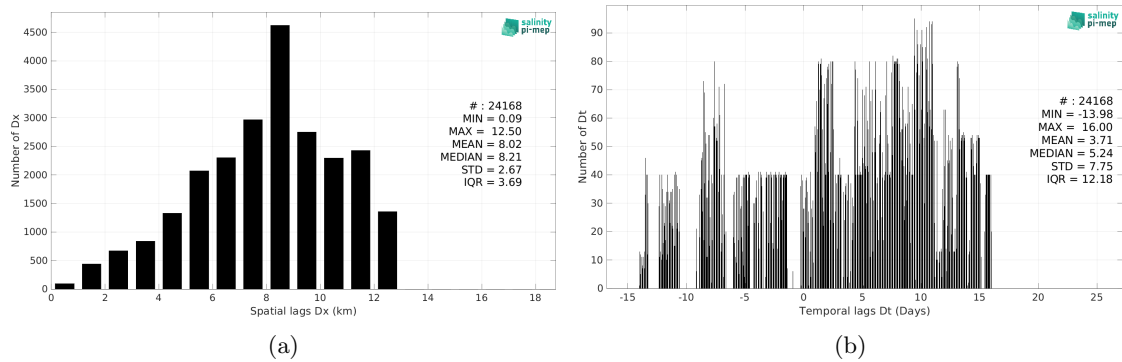 salinity
pi-mep
4500
4000
3500
3000
2500
2000
1500
1000
500
0
Number of Dx
# : 24168
MIN = 0.09
MAX = 12.50
MEAN = 8.02
MEDIAN = 8.21
STD = 2.67
IQR = 3.69
0 2 4 6 8 10 12 14 16 18
Spatial lags Dx (km)
(a)
salinity
pi-mep
90
80
70
60
50
40
30
20
10
0
Number of Dt
# : 24168
MIN = -13.98
MAX = 16.00
MEAN = 3.71
MEDIAN = 5.24
STD = 7.75
IQR = 12.18
-15 -10 -5 0 5 10 15 20 25
Temporal lags Dt (Days)
(b)